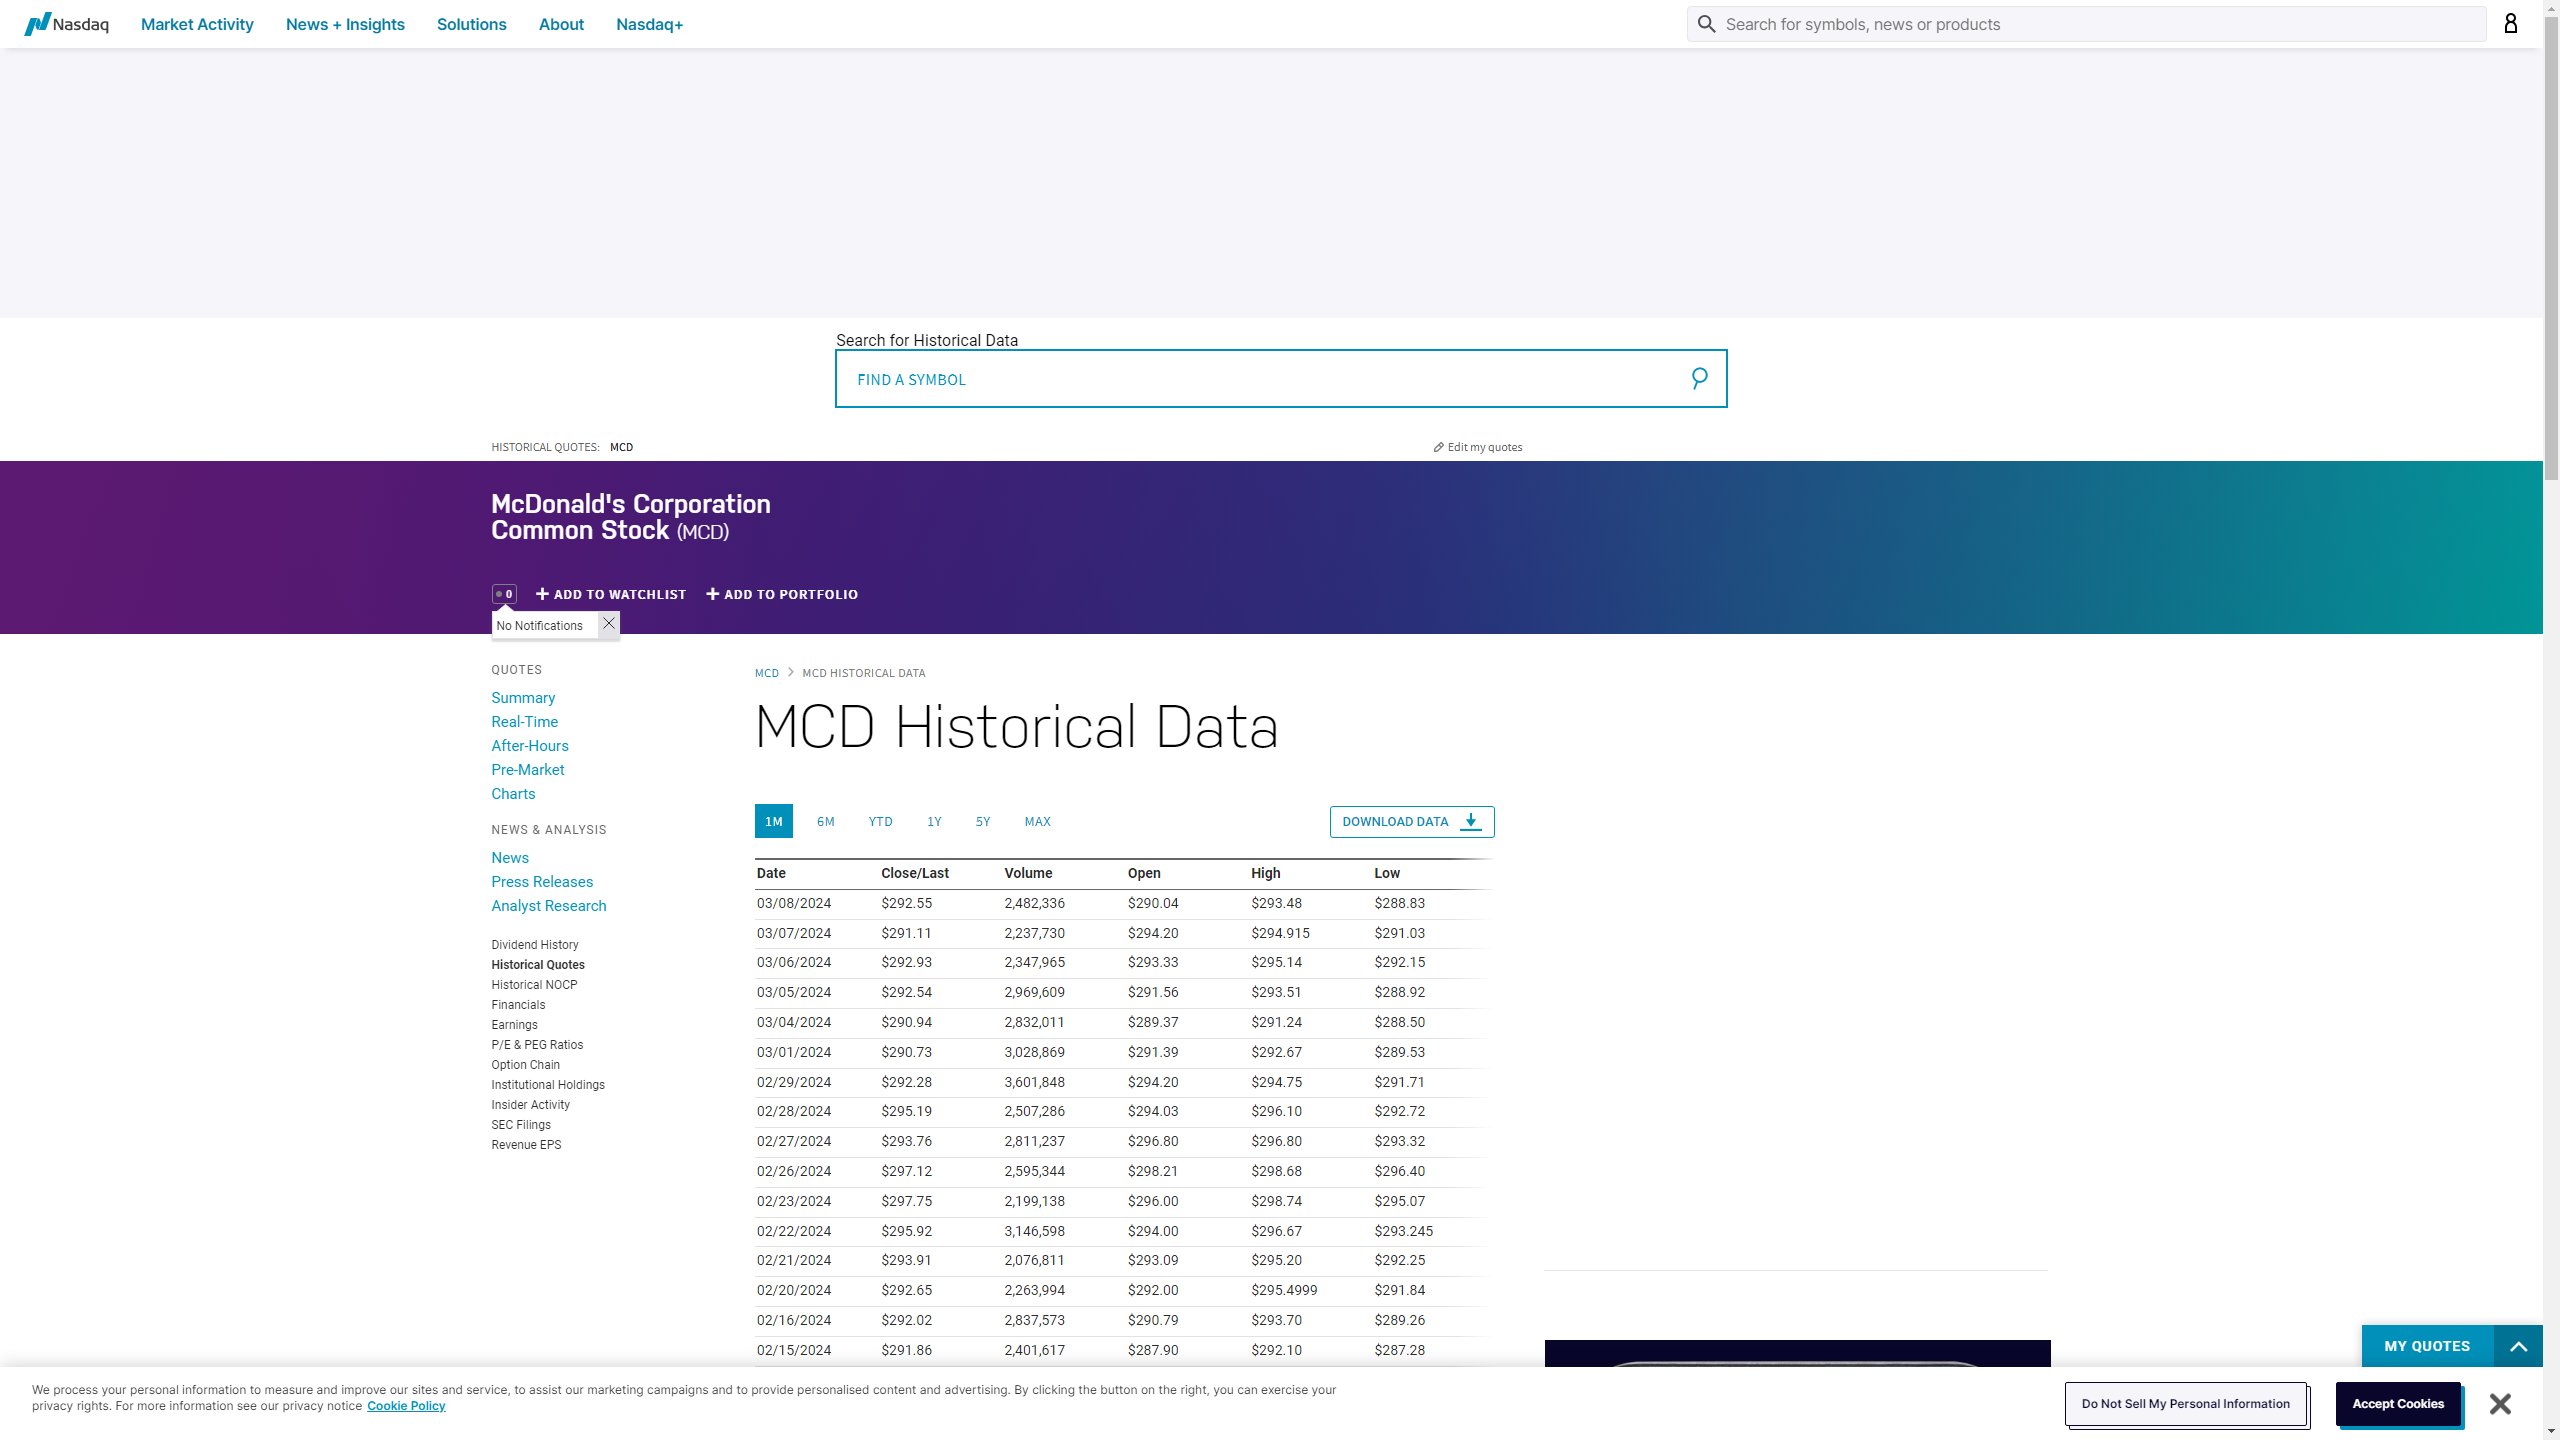 Nasdaq Market Activity News + Insights Solutions About Nasdaq+ Search for symbols, news or products
Search for Historical Data
FIND A SYMBOL
HISTORICAL QUOTES: MCD Edit my quotes
McDonald's Corporation
Common Stock (MCD)
0 ADD TO WATCHLIST ADD TO PORTFOLIO
No Notifications
QUOTES
Summary
Real-Time
After-Hours
Pre-Market
Charts
NEWS & ANALYSIS
News
Press Releases
Analyst Research
Dividend History
Historical Quotes
Historical NOCP
Financials
Earnings
P/E & PEG Ratios
Option Chain
Institutional Holdings
Insider Activity
SEC Filings
Revenue EPS
MCD MCD HISTORICAL DATA
MCD Historical Data
1M 6M YTD 1Y 5Y MAX DOWNLOAD DATA
Date Close/Last Volume Open High Low
03/08/2024 $292.55 2,482,336 $290.04 $293.48 $288.83
03/07/2024 $291.11 2,237,730 $294.20 $294.915 $291.03
03/06/2024 $292.93 2,347,965 $293.33 $295.14 $292.15
03/05/2024 $292.54 2,969,609 $291.56 $293.51 $288.92
03/04/2024 $290.94 2,832,011 $289.37 $291.24 $288.50
03/01/2024 $290.73 3,028,869 $291.39 $292.67 $289.53
02/29/2024 $292.28 3,601,848 $294.20 $294.75 $291.71
02/28/2024 $295.19 2,507,286 $294.03 $296.10 $292.72
02/27/2024 $293.76 2,811,237 $296.80 $296.80 $293.32
02/26/2024 $297.12 2,595,344 $298.21 $298.68 $296.40
02/23/2024 $297.75 2,199,138 $296.00 $298.74 $295.07
02/22/2024 $295.92 3,146,598 $294.00 $296.67 $293.245
02/21/2024 $293.91 2,076,811 $293.09 $295.20 $292.25
02/20/2024 $292.65 2,263,994 $292.00 $295.4999 $291.84
02/16/2024 $292.02 2,837,573 $290.79 $293.70 $289.26
02/15/2024 $291.86 2,401,617 $287.90 $292.10 $287.28
MY QUOTES
We process your personal information to measure and improve our sites and service, to assist our marketing campaigns and to provide personalised content and advertising. By clicking the button on the right, you can exercise your
privacy rights. For more information see our privacy notice Cookie Policy
Do Not Sell My Personal Information Accept Cookies